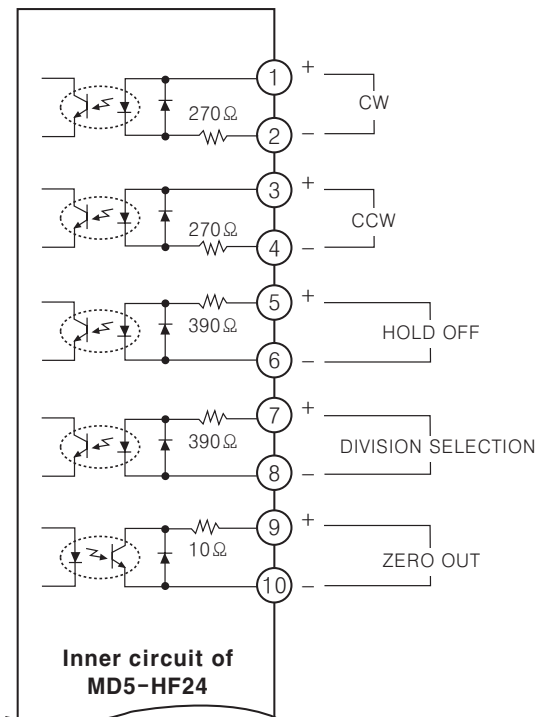 1 +
CW
270Ω
2 −
3 +
CCW
270Ω
4 −
5 +
390Ω
HOLD OFF
6 −
7 +
390Ω
DIVISION SELECTION
8 −
9 +
10Ω
ZERO OUT
10 −
Inner circuit of
MD5-HF24